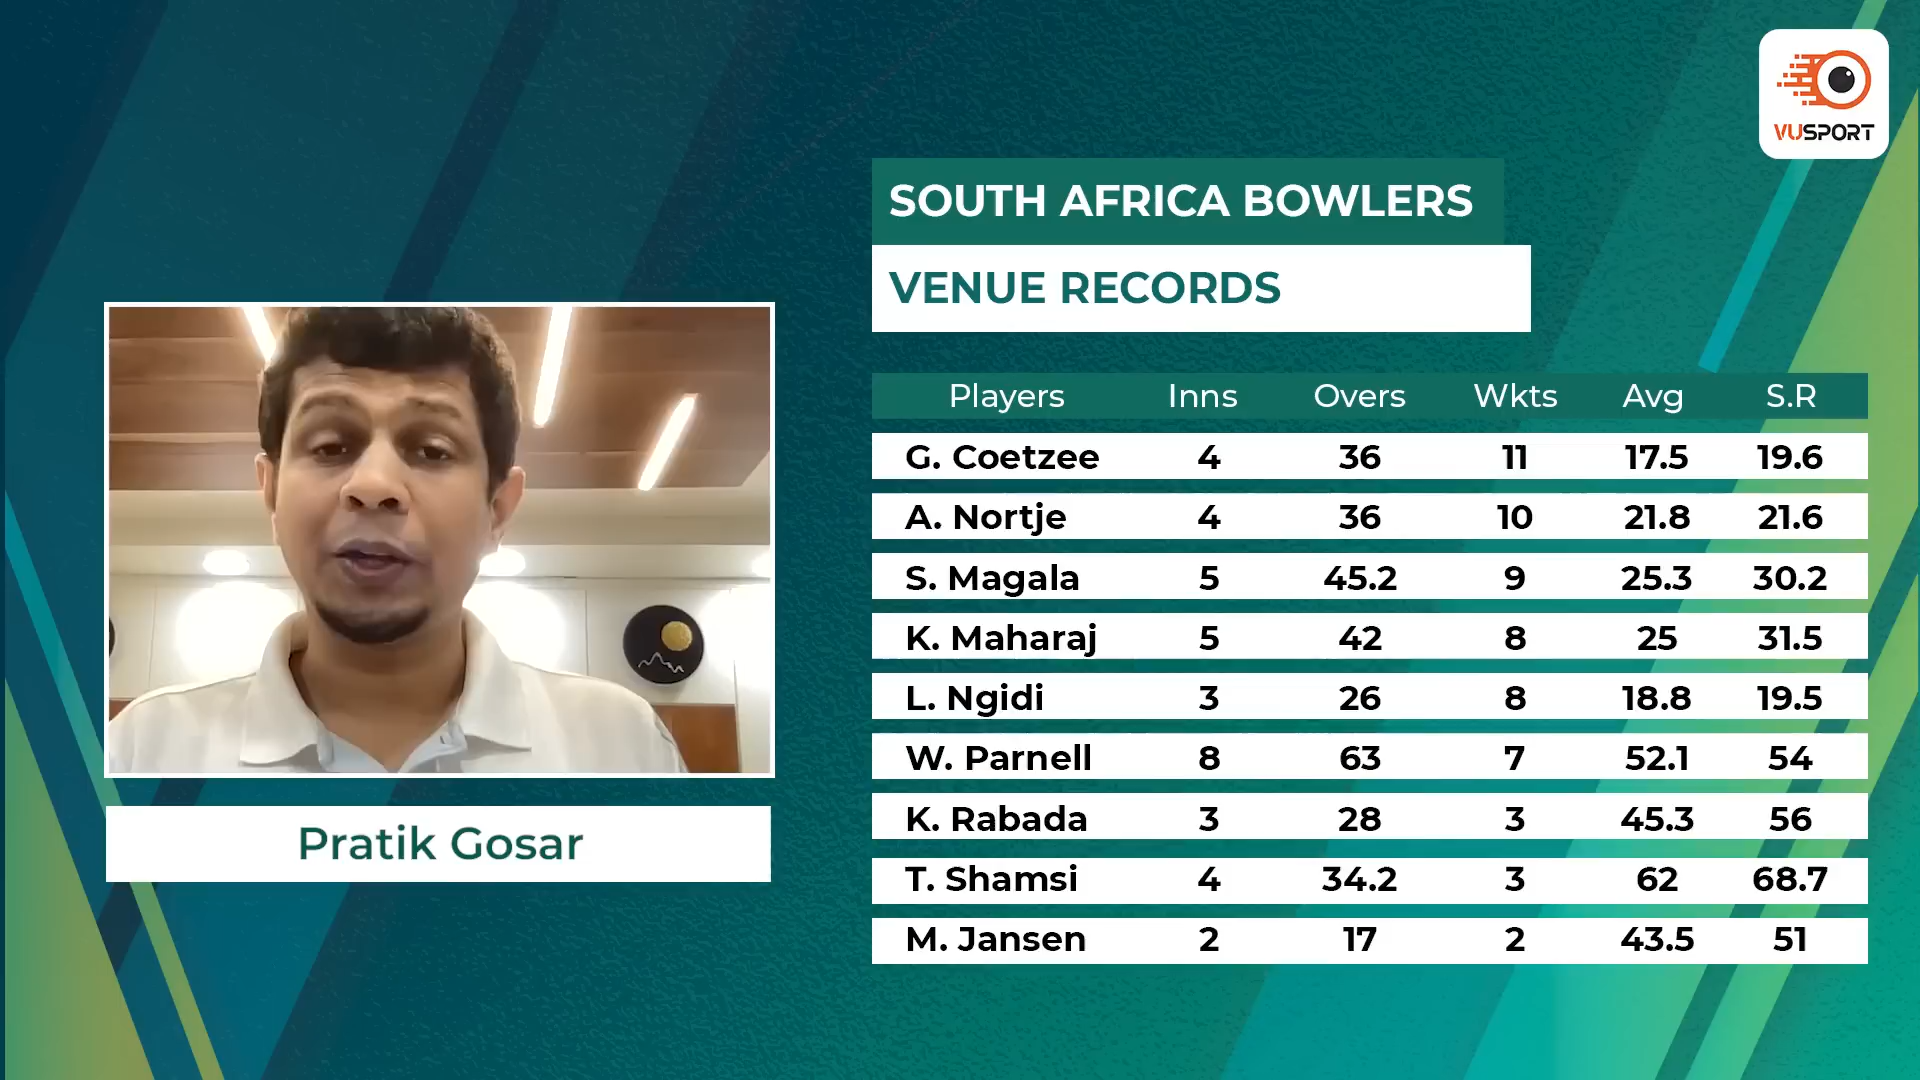 VUSPORT
SOUTH AFRICA BOWLERS
VENUE RECORDS
Players Inns Overs Wkts Avg S.R
G. Coetzee 4 36 11 17.5 19.6
A. Nortje 4 36 10 21.8 21.6
S. Magala 5 45.2 9 25.3 30.2
K. Maharaj 5 42 8 25 31.5
L. Ngidi 3 26 8 18.8 19.5
W. Parnell 8 63 7 52.1 54
K. Rabada 3 28 3 45.3 56
T. Shamsi 4 34.2 3 62 68.7
M. Jansen 2 17 2 43.5 51
Pratik Gosar